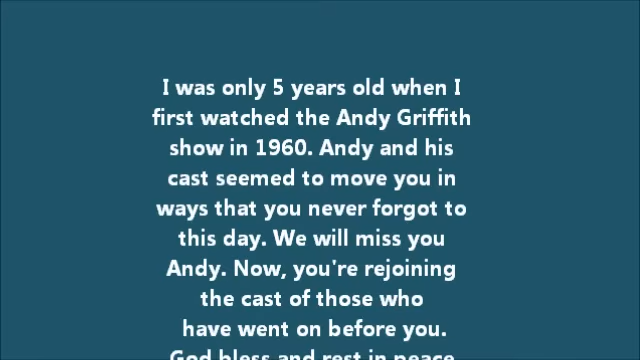 I was only 5 years old when I
first watched the Andy Griffith
show in 1960. Andy and his
cast seemed to move you in
ways that you never forgot to
this day. We will miss you
Andy. Now, you're rejoining
the cast of those who
have went on before you.
God bless and rest in peace